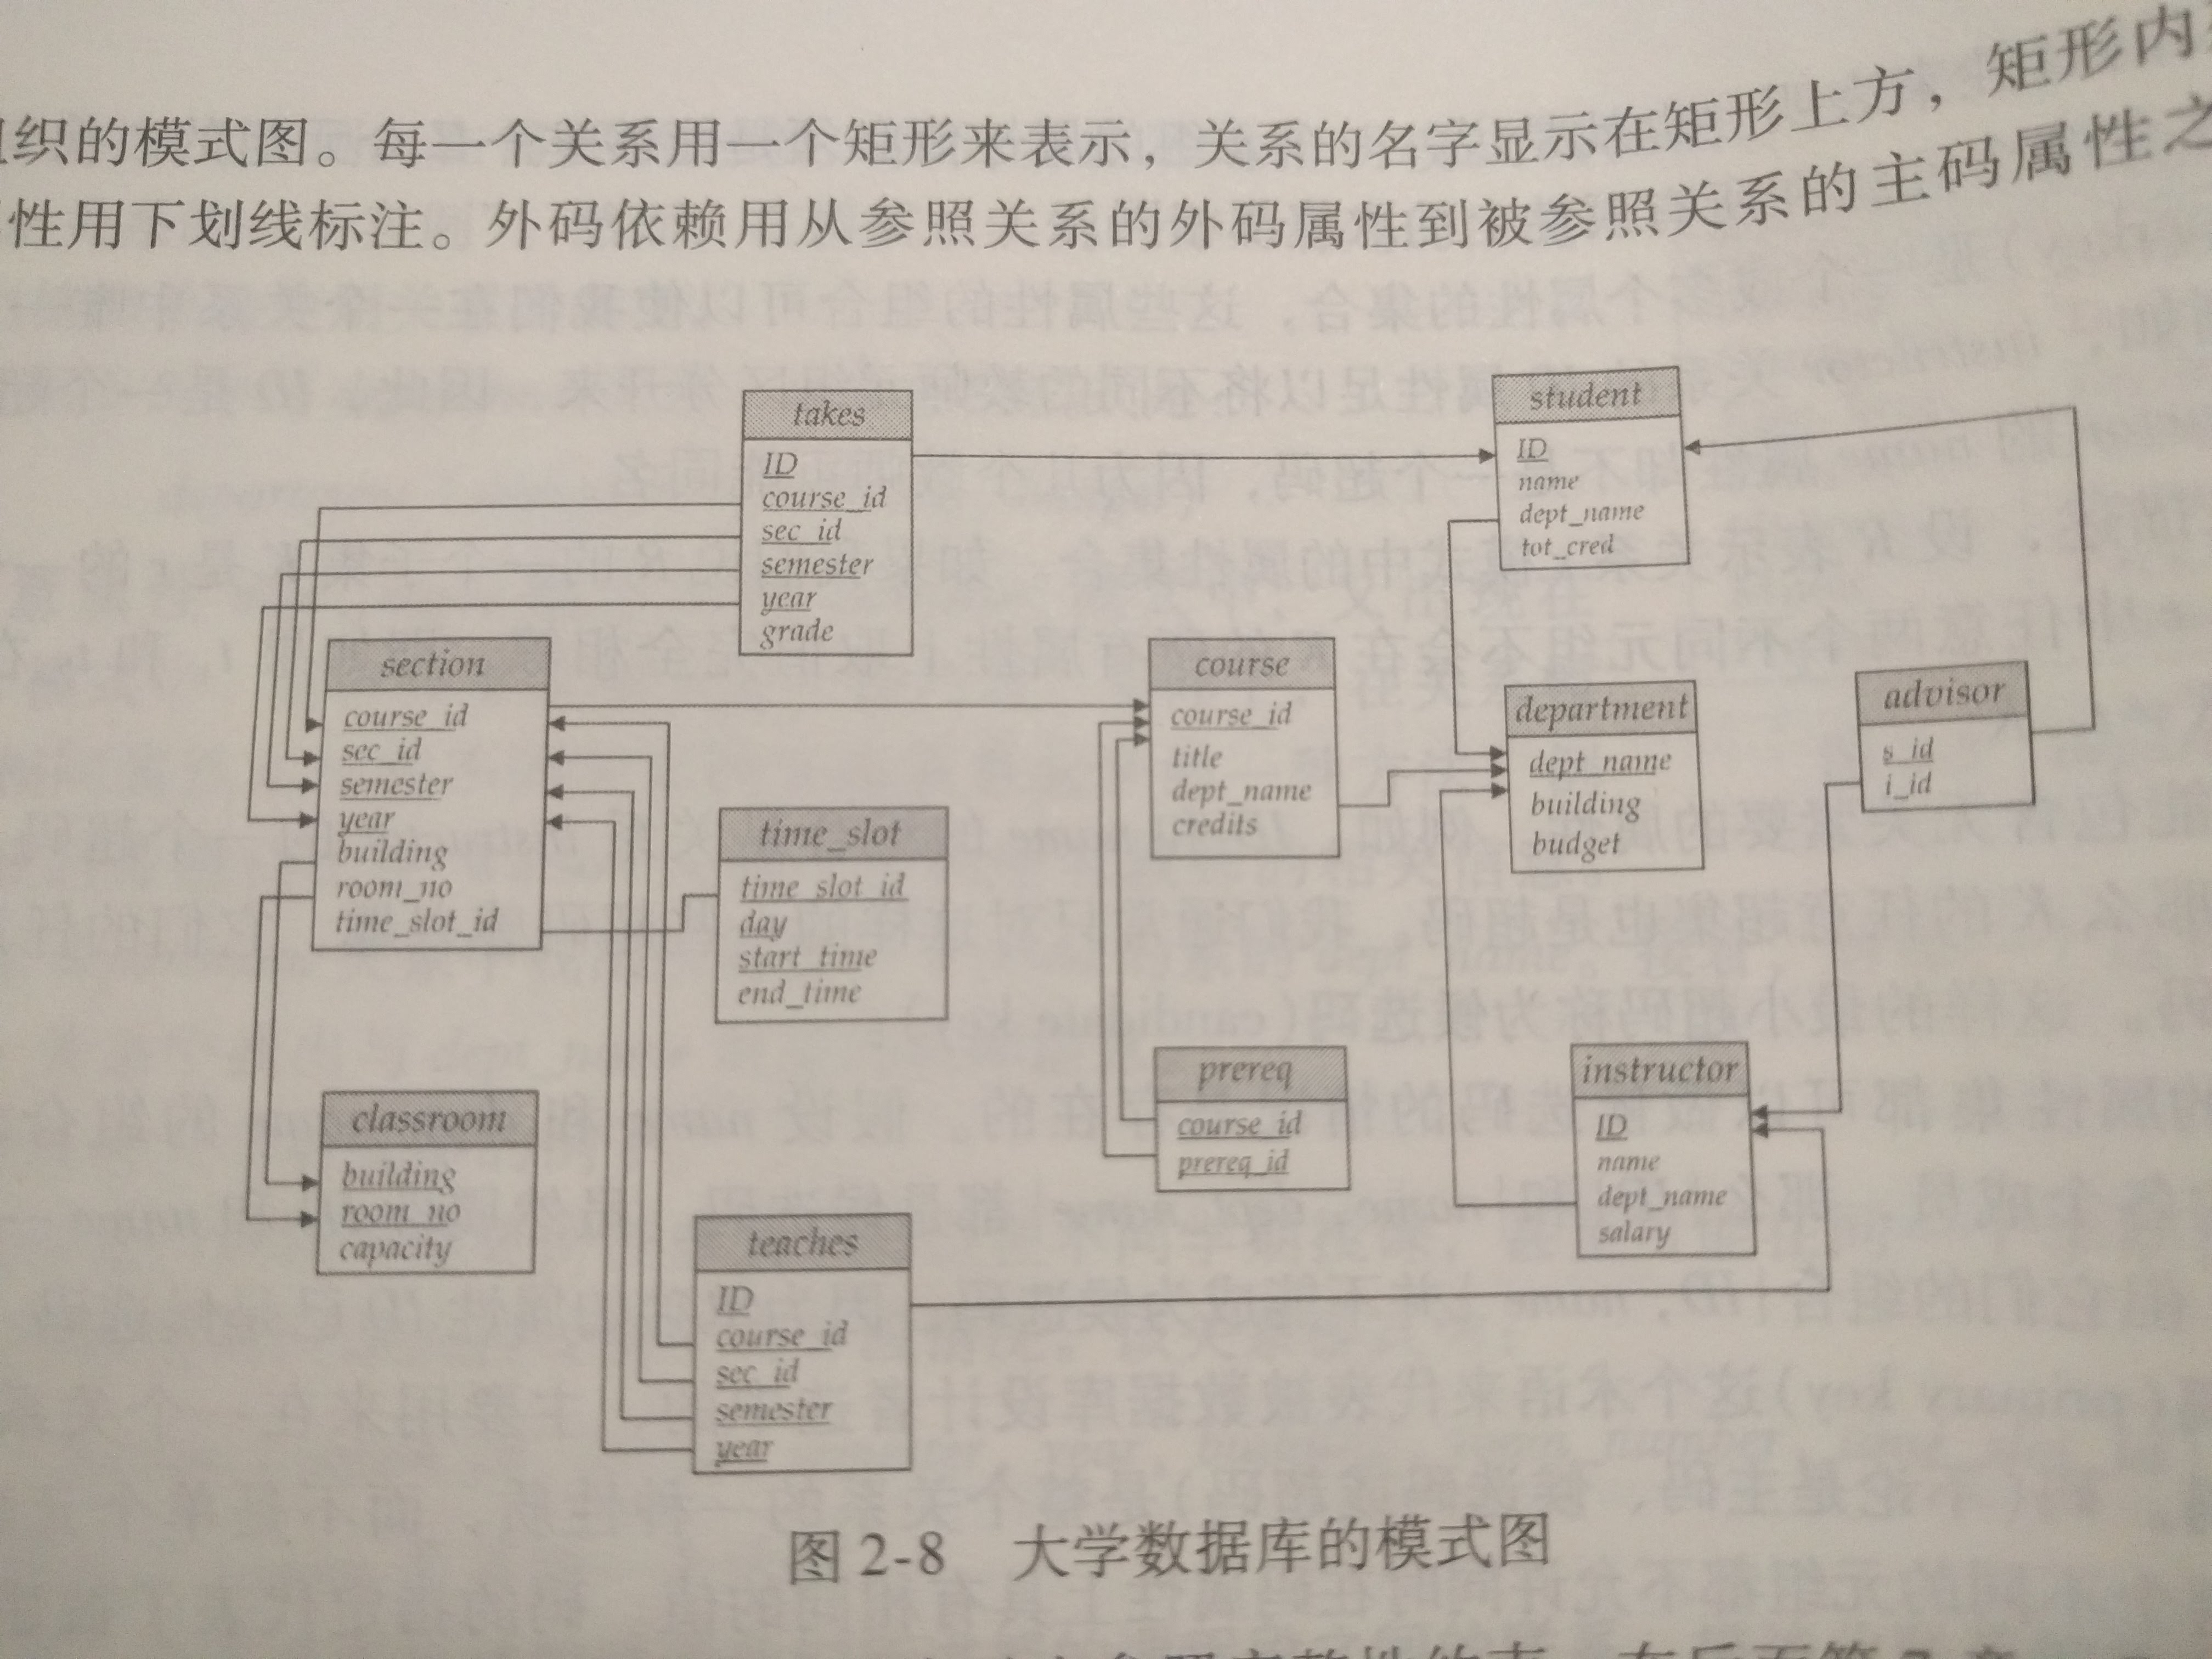 织的模式图。每一个关系用一个矩形来表示，关系的名字显示在矩形上方，矩形内
性用下划线标注。外码依赖用从参照关系的外码属性到被参照关系的主码属性之
takes
ID
course_id
sec_id
semester
year
grade
student
ID
name
dept_name
tot_cred
section
course_id
sec_id
semester
year
building
room_no
time_slot_id
course
course_id
title
dept_name
credits
department
dept_name
building
budget
advisor
s_id
i_id
time_slot
time_slot_id
day
start_time
end_time
prereq
course_id
prereq_id
instructor
ID
name
dept_name
salary
classroom
building
room_no
capacity
teaches
ID
course_id
sec_id
semester
year
图 2-8 大学数据库的模式图